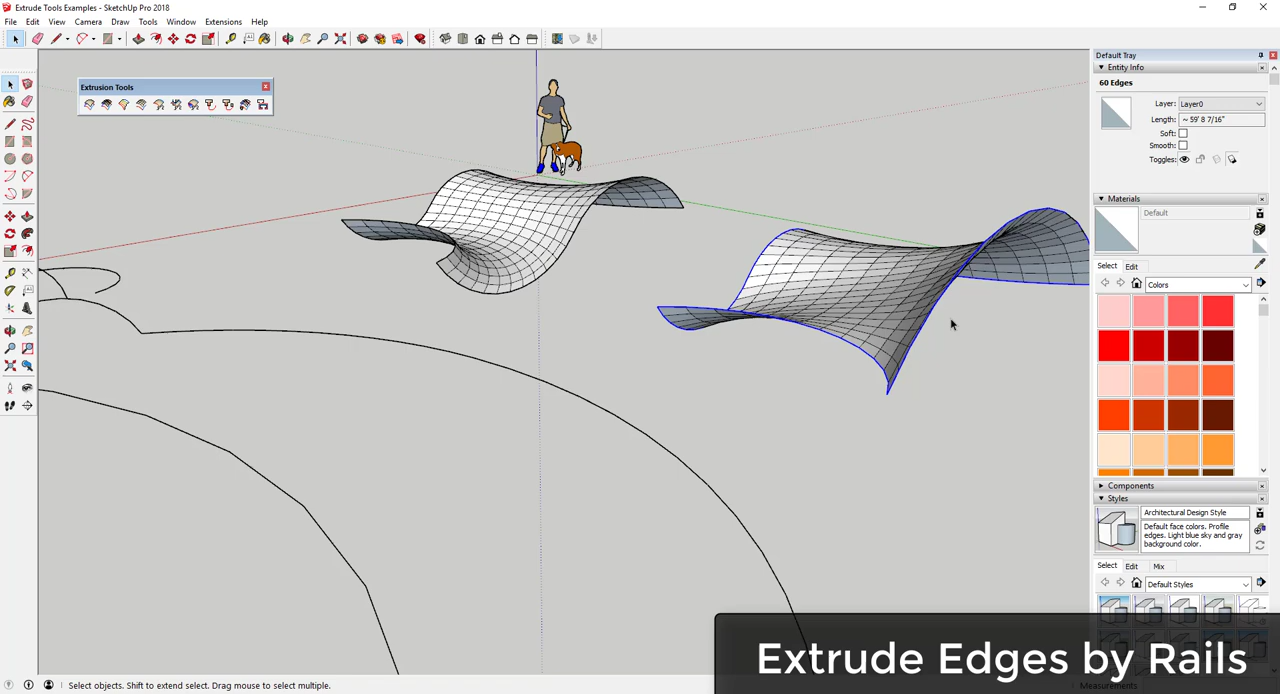 Extrude Tools Examples - SketchUp Pro 2018
File Edit View Camera Draw Tools Window Extensions Help
Extrusion Tools
Default Tray
Entity Info
60 Edges
Layer: Layer0
Length: ~ 59' 8 7/16"
Soft:
Smooth:
Toggles:
Materials
Default
Select Edit
Colors
Components
Styles
Architectural Design Style
Default face colors. Profile
edges. Light blue sky and gray
background color.
Select Edit Mix
Default Styles
Extrude Edges by Rails
Select objects. Shift to extend select. Drag mouse to select multiple.
Measurements